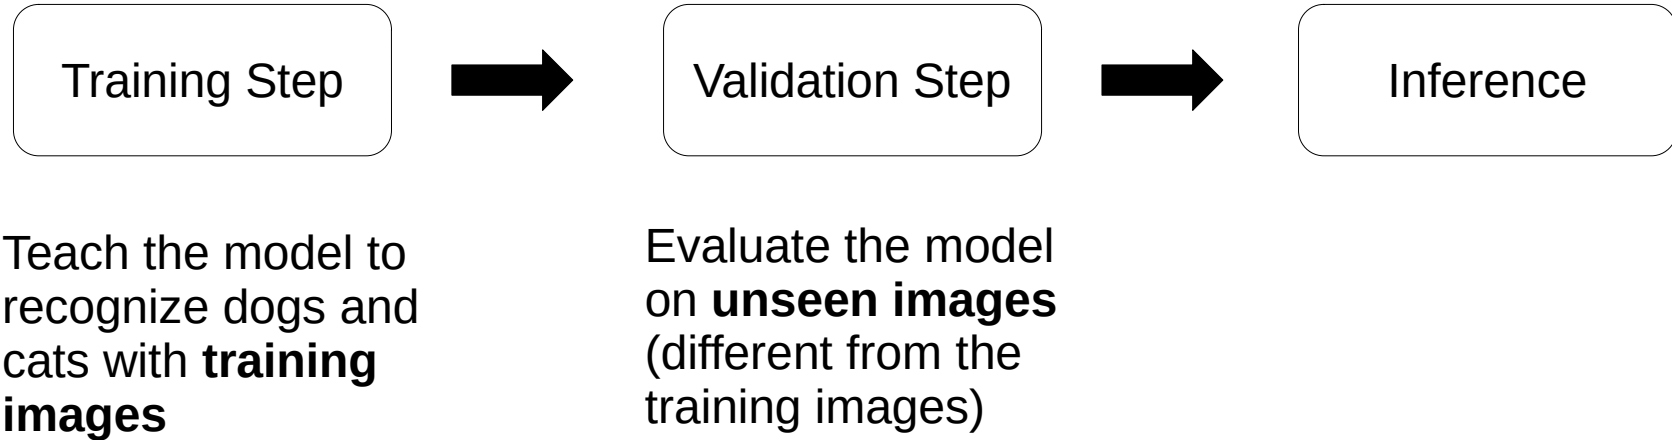 Training Step
Validation Step
Inference
Teach the model to
recognize dogs and
cats with training
images
Evaluate the model
on unseen images
(different from the
training images)